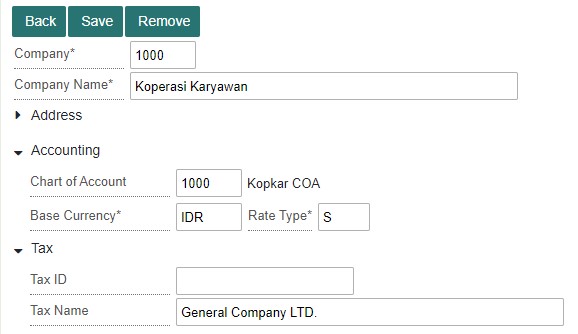 Back Save Remove
Company* 1000
Company Name* Koperasi Karyawan
Address
Accounting
Chart of Account 1000 Kopkar COA
Base Currency* IDR Rate Type* S
Tax
Tax ID
Tax Name General Company LTD.